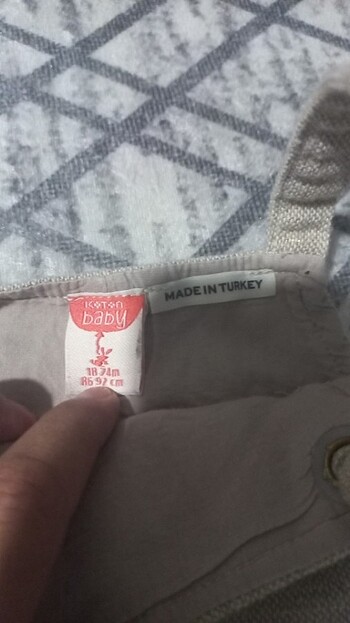 KOTON
baby
18 24m
86 92 cm
MADE IN TURKEY